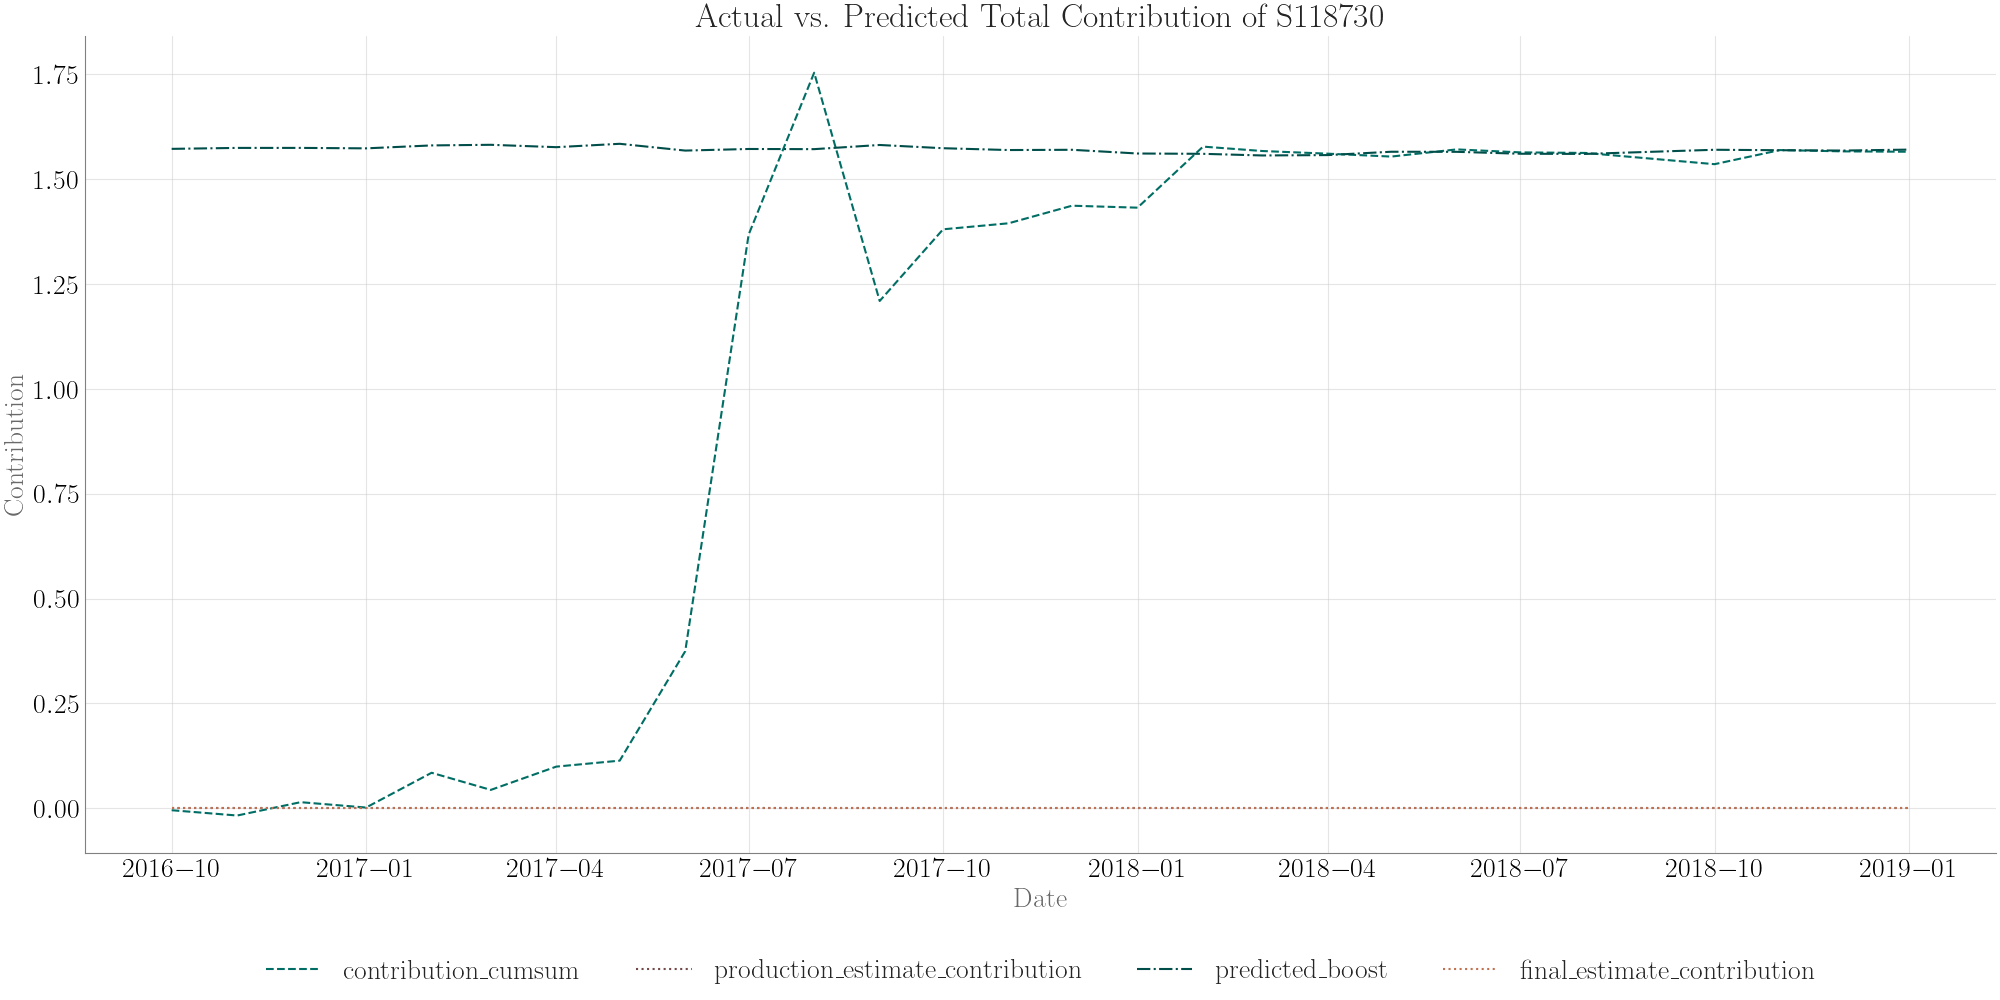 Actual vs. Predicted Total Contribution of S118730
Contribution
1.75
1.50
1.25
1.00
0.75
0.50
0.25
0.00
2016−10 2017−01 2017−04 2017−07 2017−10 2018−01 2018−04 2018−07 2018−10 2019−01
Date
contribution_cumsum production_estimate_contribution predicted_boost final_estimate_contribution